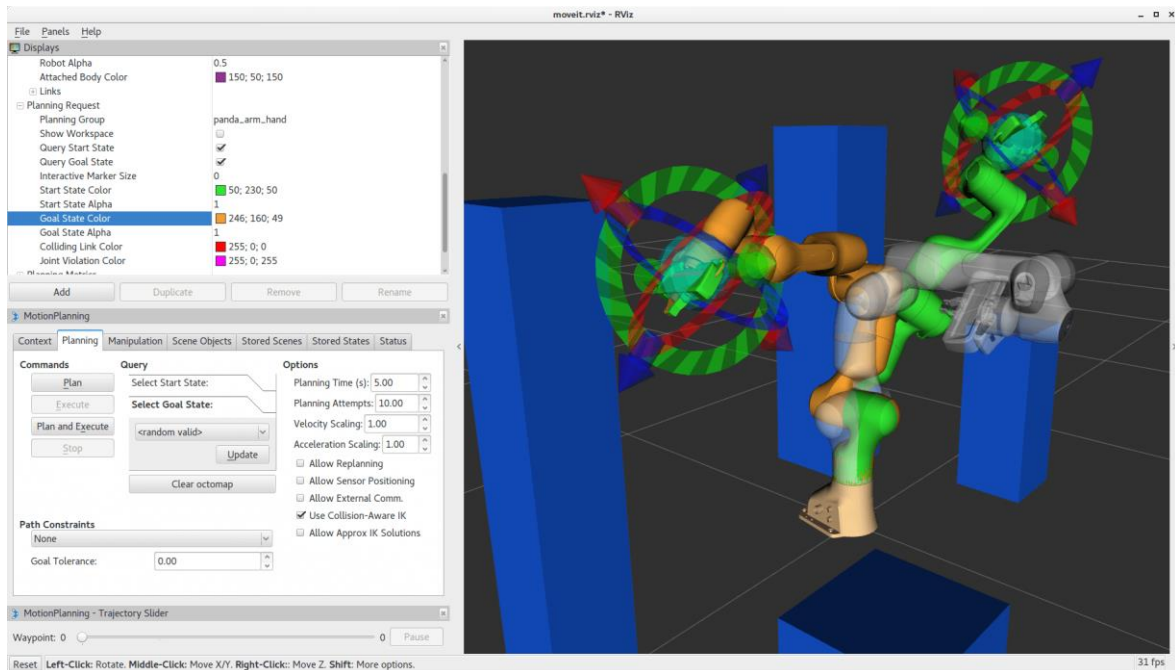 moveit.rviz* - RViz
File Panels Help
Displays
Robot Alpha 0.5
Attached Body Color 150; 50; 150
Links
Planning Request
Planning Group panda_arm_hand
Show Workspace
Query Start State
Query Goal State
Interactive Marker Size 0
Start State Color 50; 230; 50
Start State Alpha 1
Goal State Color 246; 160; 49
Goal State Alpha 1
Colliding Link Color 255; 0; 0
Joint Violation Color 255; 0; 255
Add Duplicate Remove Rename
MotionPlanning
Context Planning Manipulation Scene Objects Stored Scenes Stored States Status
Commands Query Options
Plan Select Start State: Planning Time (s): 5.00
Execute Select Goal State: Planning Attempts: 10.00
Plan and Execute <random valid> Velocity Scaling: 1.00
Stop Update Acceleration Scaling: 1.00
Allow Replanning
Clear octomap Allow Sensor Positioning
Allow External Comm.
Path Constraints Use Collision-Aware IK
None Allow Approx IK Solutions
Goal Tolerance: 0.00
MotionPlanning - Trajectory Slider
Waypoint: 0 0 Pause
Reset Left-Click: Rotate. Middle-Click: Move X/Y. Right-Click:: Move Z. Shift: More options. 31 fps